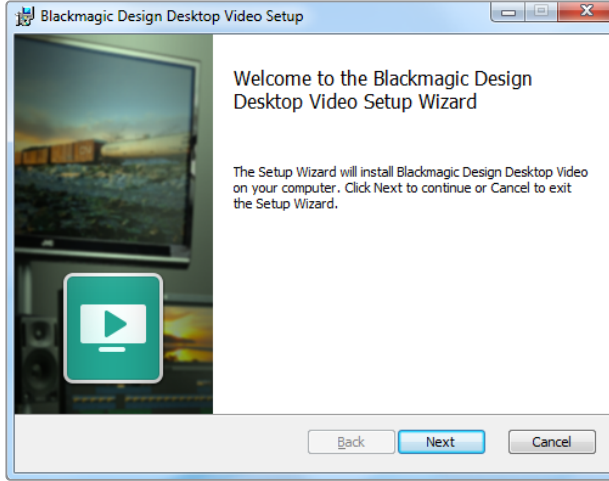 Blackmagic Design Desktop Video Setup
Welcome to the Blackmagic Design
Desktop Video Setup Wizard
The Setup Wizard will install Blackmagic Design Desktop Video
on your computer. Click Next to continue or Cancel to exit
the Setup Wizard.
Back
Next
Cancel